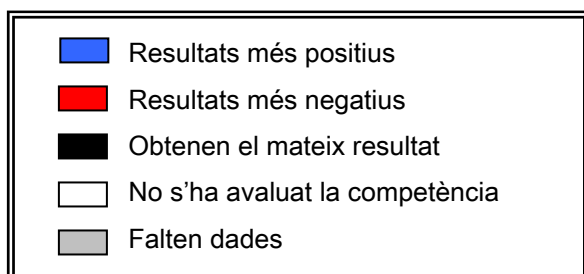 Resultats més positius
Resultats més negatius
Obtenen el mateix resultat
No s’ha avaluat la competència
Falten dades